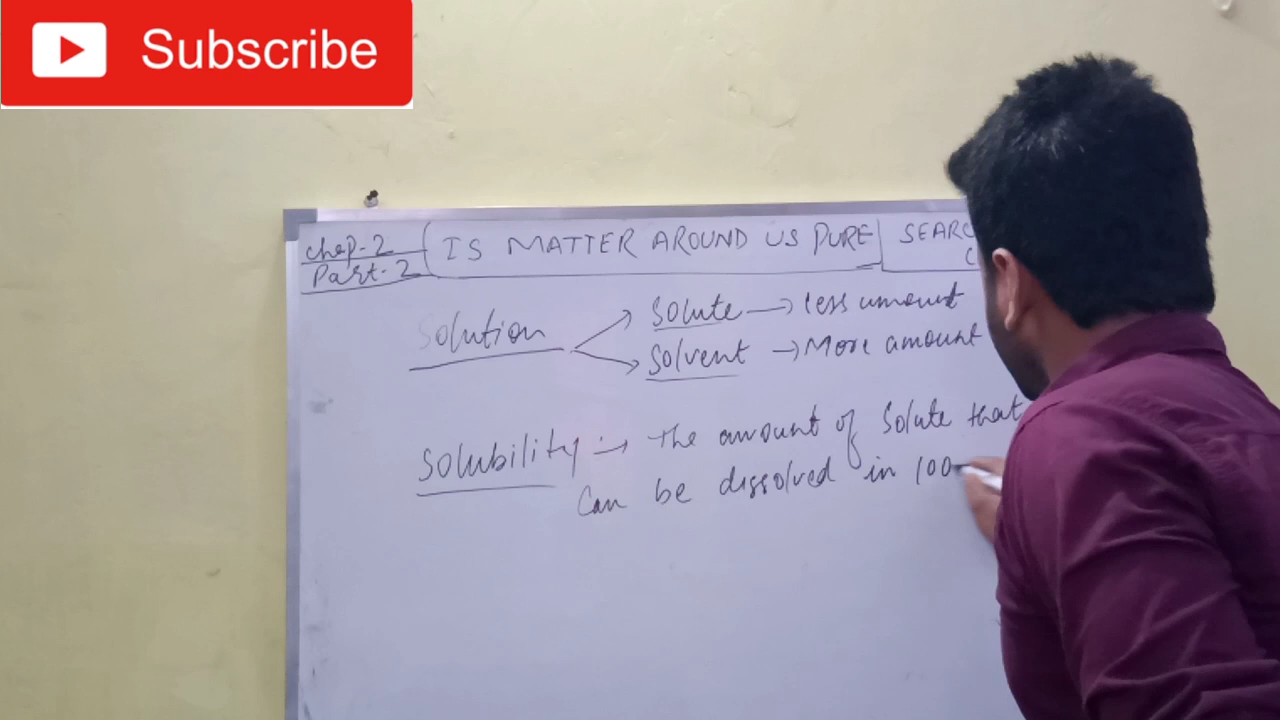 Subscribe
Chap-2
Part-2
IS MATTER AROUND US PURE
SEARC
C
Solution
Solute → less amount
Solvent → More amount
Solubility :→ The amount of Solute that
Can be dissolved in 100